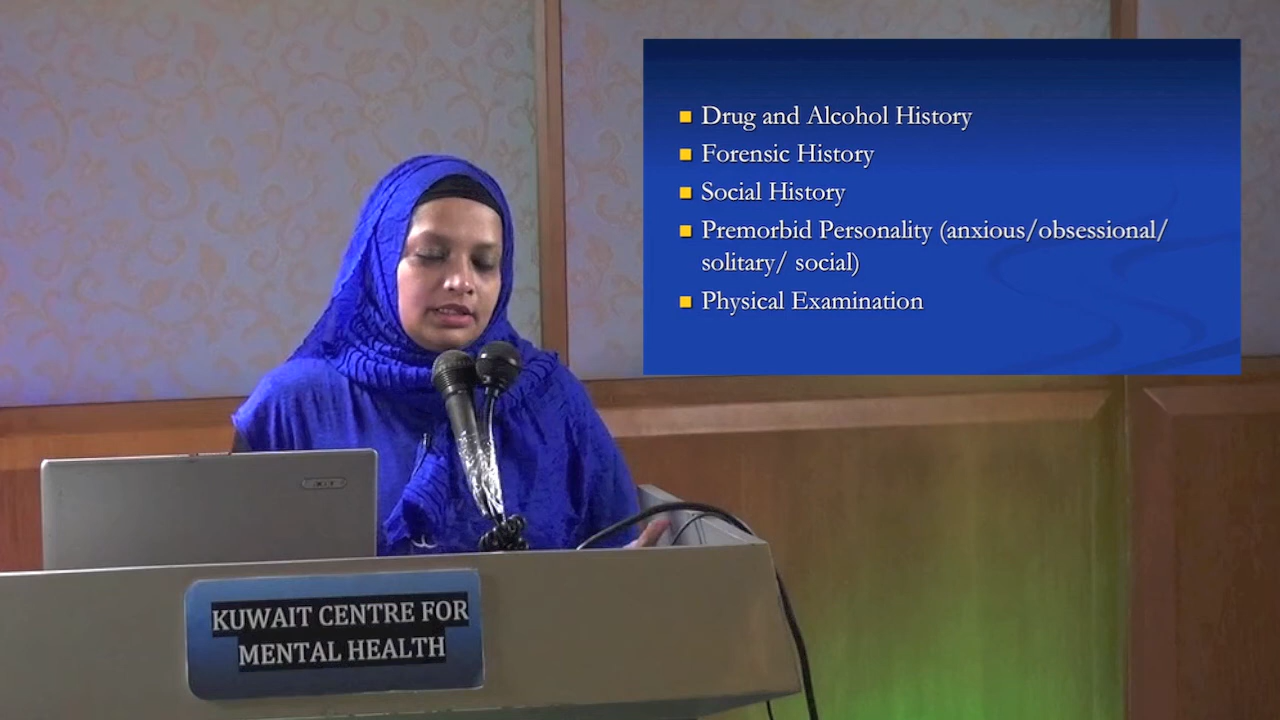 Drug and Alcohol History
Forensic History
Social History
Premorbid Personality (anxious/obsessional/
solitary/ social)
Physical Examination
KUWAIT CENTRE FOR
MENTAL HEALTH